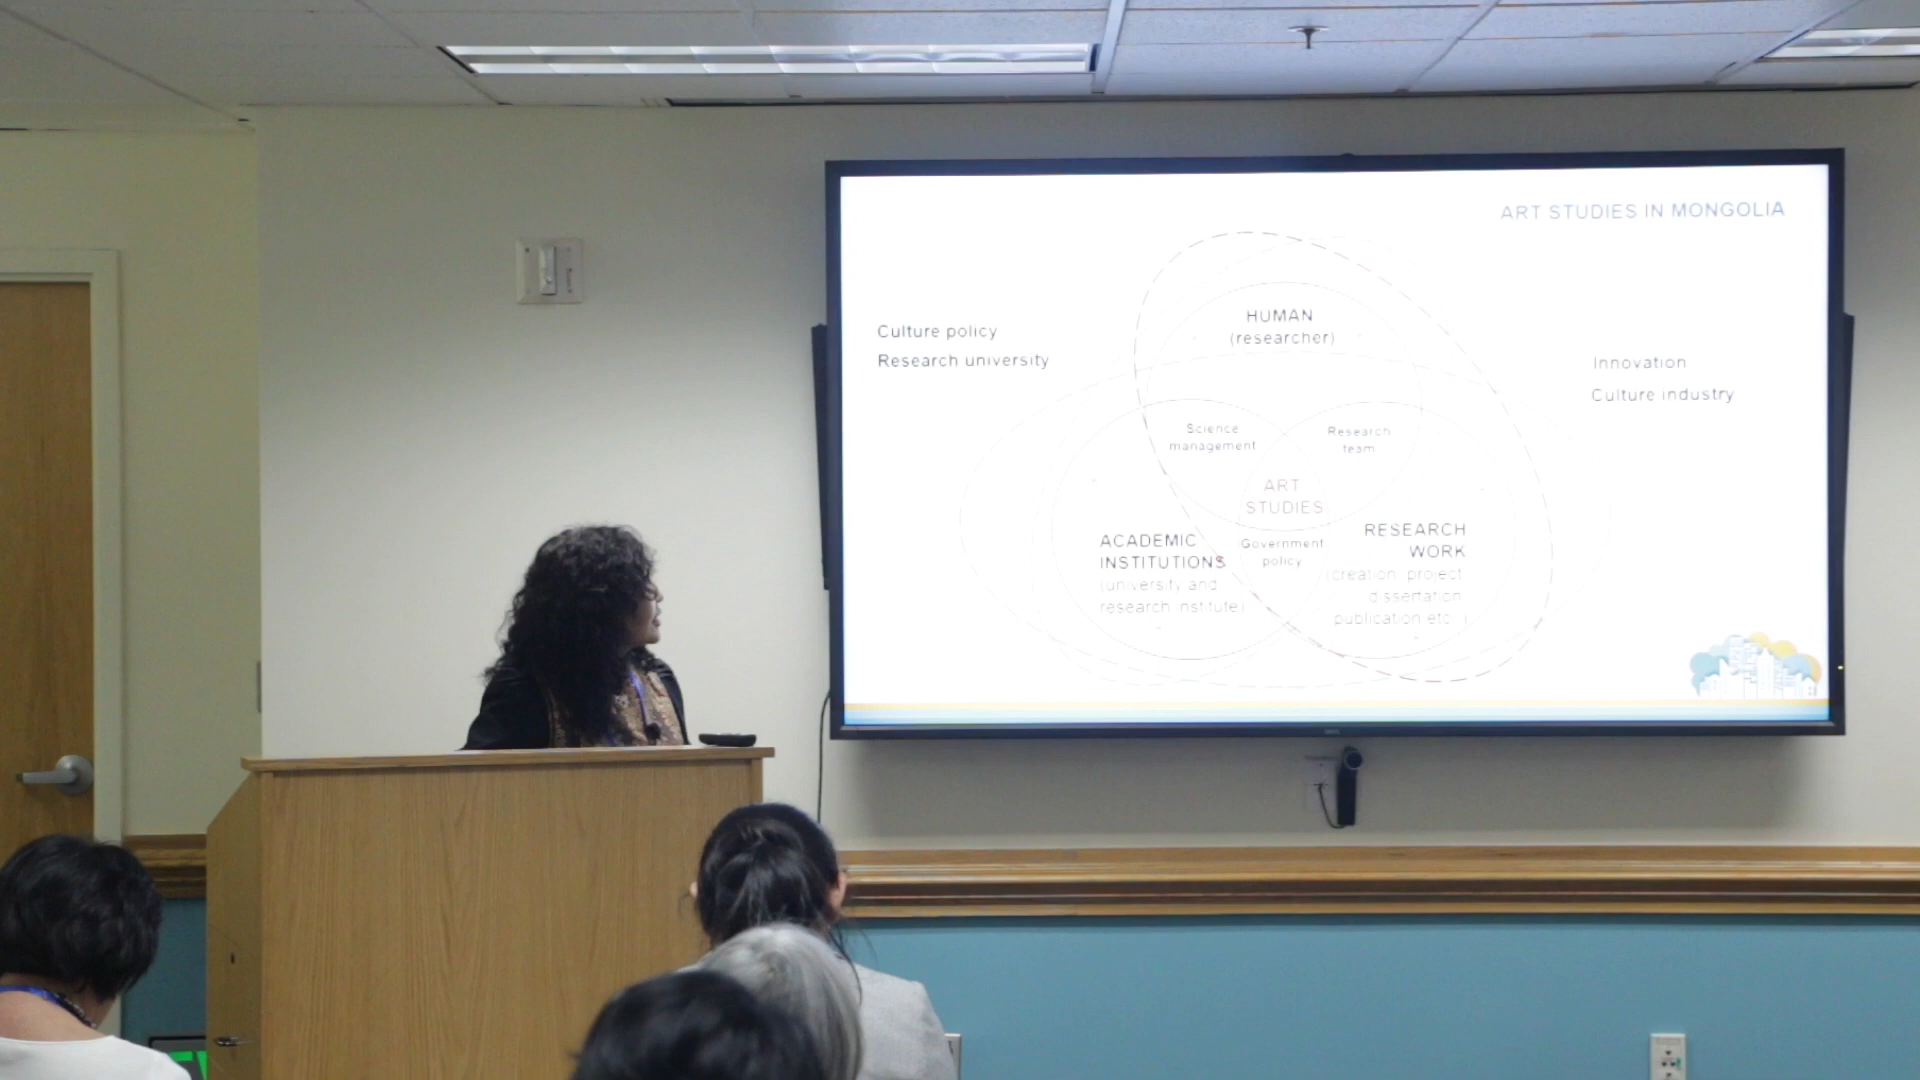 ART STUDIES IN MONGOLIA
Culture policy
Research university
HUMAN
(researcher)
Innovation
Culture industry
Science
management
Research
team
ART
STUDIES
ACADEMIC
INSTITUTIONS
(university and
research institute)
Government
policy
RESEARCH
WORK
(creation, project,
dissertation,
publication etc...)